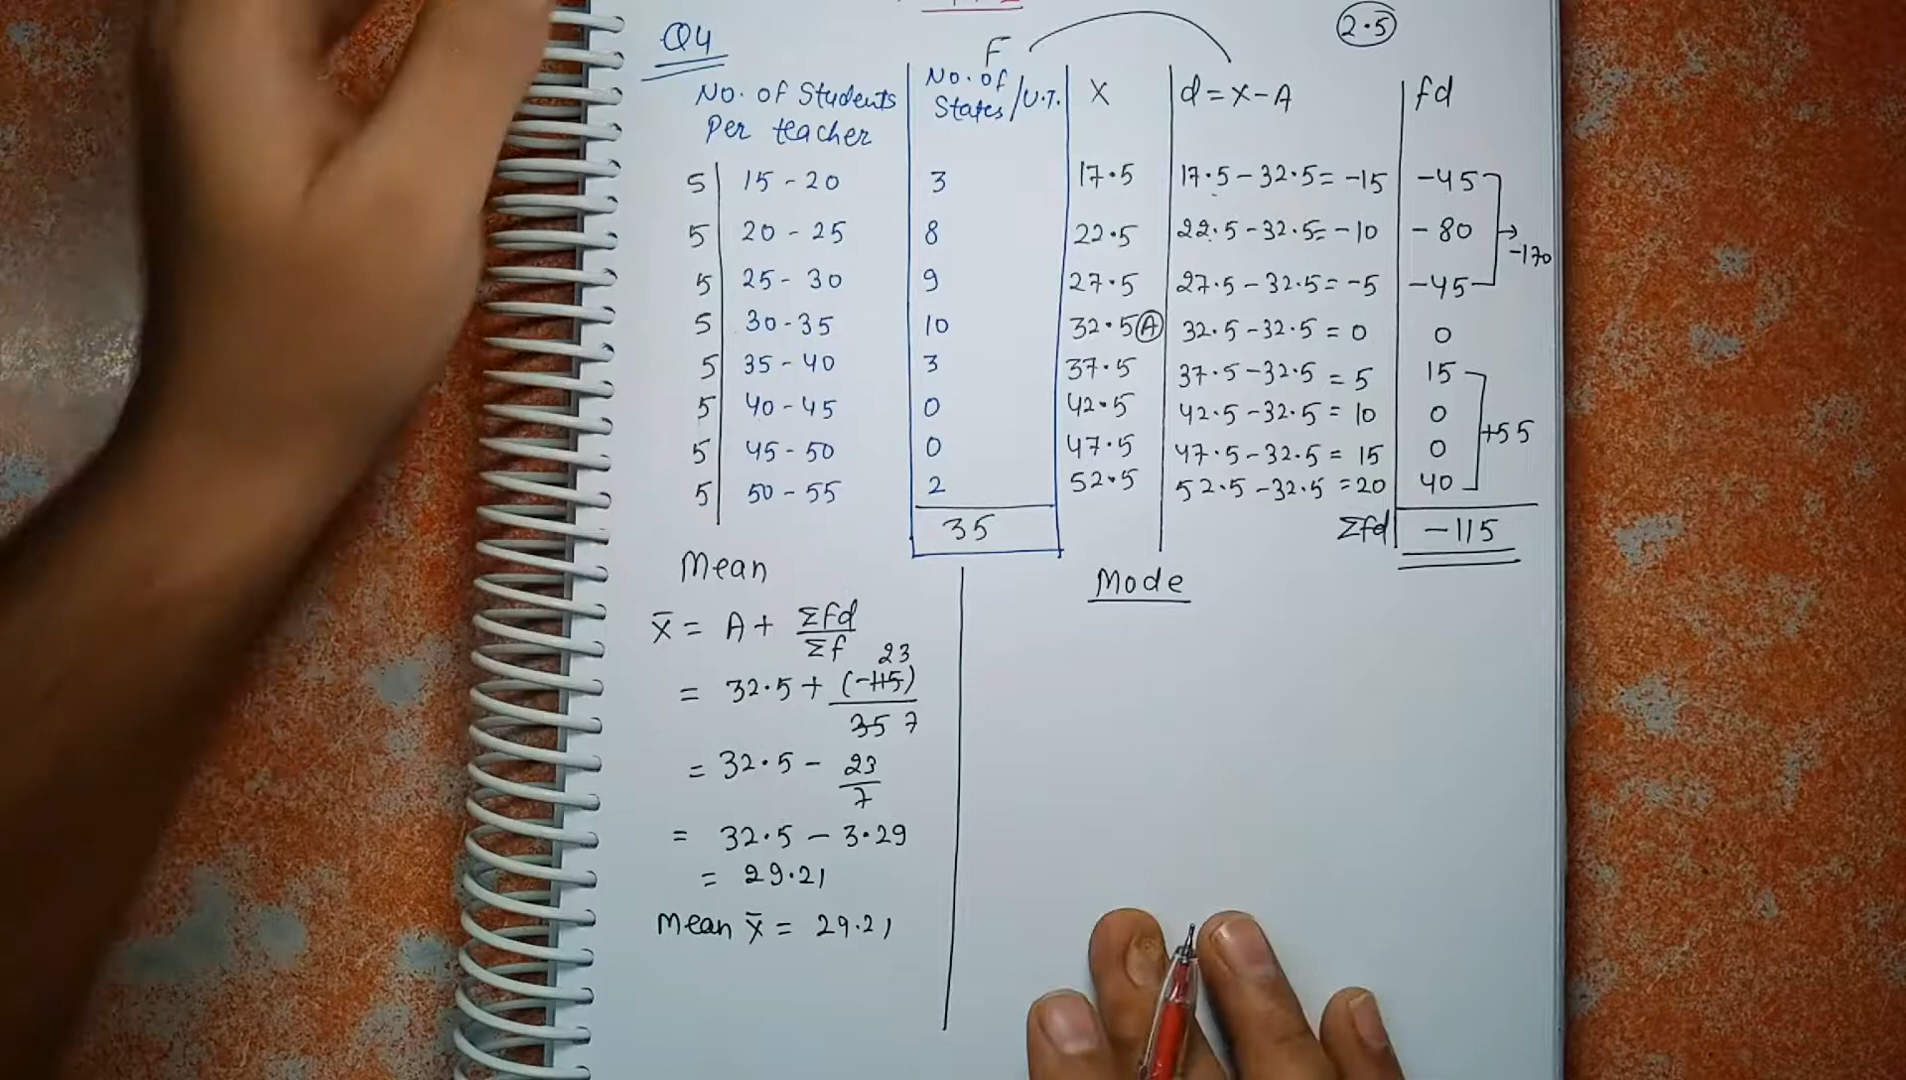 2.5
Q4
F
No. of Students Per teacher | No. of States/U.T. | X | d = x - A | fd
5 | 15 - 20 | 3 | 17.5 | 17.5 - 32.5 = -15 | -45
5 | 20 - 25 | 8 | 22.5 | 22.5 - 32.5 = -10 | -80
-170
5 | 25 - 30 | 9 | 27.5 | 27.5 - 32.5 = -5 | -45
5 | 30 - 35 | 10 | 32.5 A | 32.5 - 32.5 = 0 | 0
5 | 35 - 40 | 3 | 37.5 | 37.5 - 32.5 = 5 | 15
5 | 40 - 45 | 0 | 42.5 | 42.5 - 32.5 = 10 | 0
+55
5 | 45 - 50 | 0 | 47.5 | 47.5 - 32.5 = 15 | 0
5 | 50 - 55 | 2 | 52.5 | 52.5 - 32.5 = 20 | 40
35 | Σfd | -115
Mean
x̄ = A + Σfd/Σf
23
= 32.5 + (-115)/35 7
= 32.5 - 23/7
= 32.5 - 3.29
= 29.21
Mean x̄ = 29.21
Mode